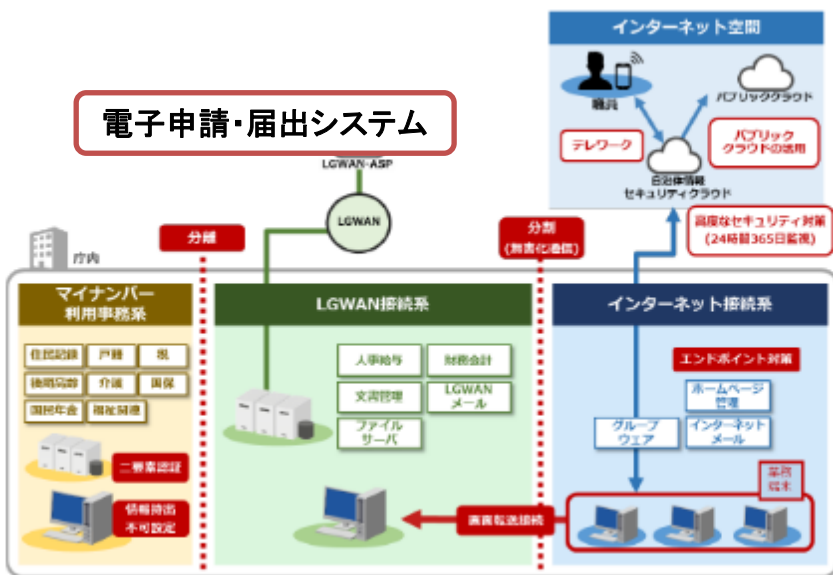 インターネット空間
職員
パブリッククラウド
電子申請・届出システム
テレワーク
パブリック
クラウドの活用
LGWAN-ASP
自治体情報
セキュリティクラウド
LGWAN
分離
分割
(無害化通信)
高度なセキュリティ対策
(24時間365日監視)
庁内
マイナンバー
利用事務系
LGWAN接続系
インターネット接続系
住民記録
戸籍
税
後期高齢
介護
国保
国民年金
福祉関連
人事給与
財務会計
文書管理
LGWAN
メール
ファイル
サーバ
エンドポイント対策
ホームページ
管理
グループ
ウェア
インターネット
メール
二要素認証
情報持出
不可設定
業務
端末
画面転送接続